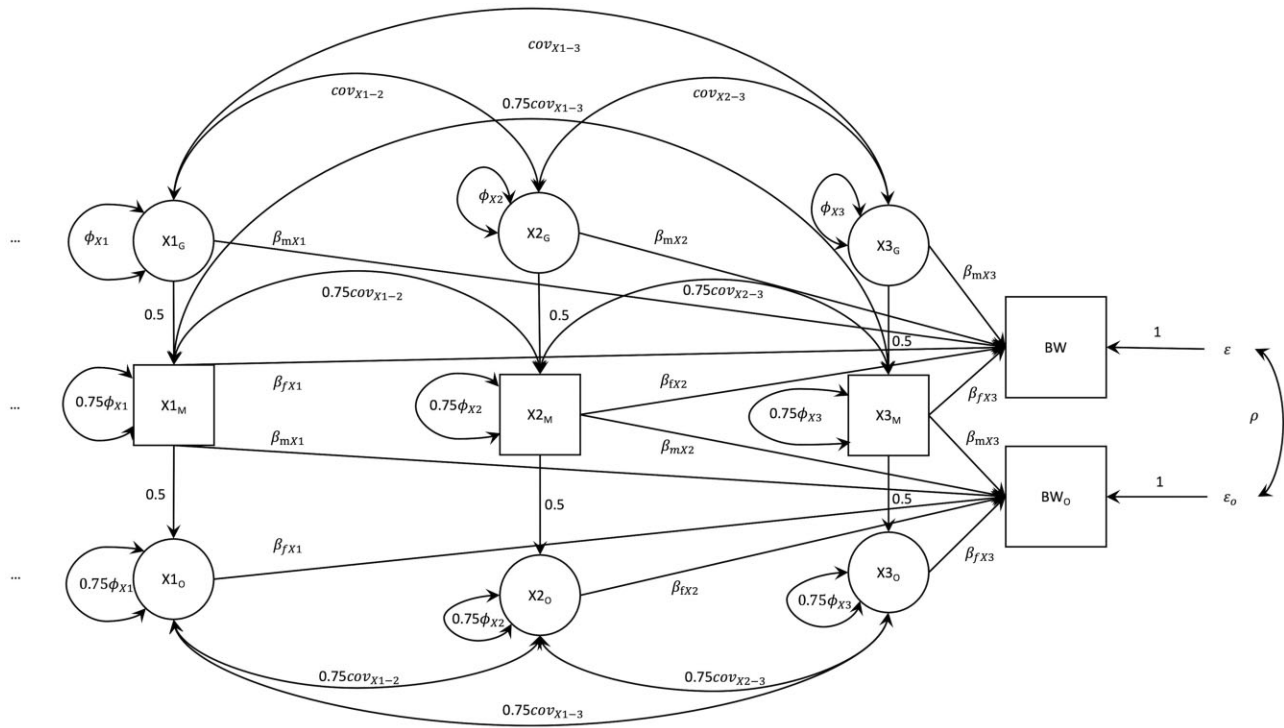 cov_{X1−3}
cov_{X1−2}
0.75cov_{X1−3}
cov_{X2−3}
ϕ_{X2}
ϕ_{X3}
...
ϕ_{X1}
X1_G
X2_G
X3_G
β_{mX1}
β_{mX2}
β_{mX3}
0.5
0.75cov_{X1−2}
0.5
0.75cov_{X2−3}
0.5
BW
1
ε
...
0.75ϕ_{X1}
X1_M
β_{fX1}
0.75ϕ_{X2}
X2_M
β_{fX2}
0.75ϕ_{X3}
X3_M
β_{fX3}
ρ
β_{mX1}
β_{mX2}
β_{mX3}
0.5
0.5
0.5
BW_O
1
ε_o
...
0.75ϕ_{X1}
X1_O
β_{fX1}
0.75ϕ_{X2}
X2_O
β_{fX2}
0.75ϕ_{X3}
X3_O
β_{fX3}
0.75cov_{X1−2}
0.75cov_{X2−3}
0.75cov_{X1−3}